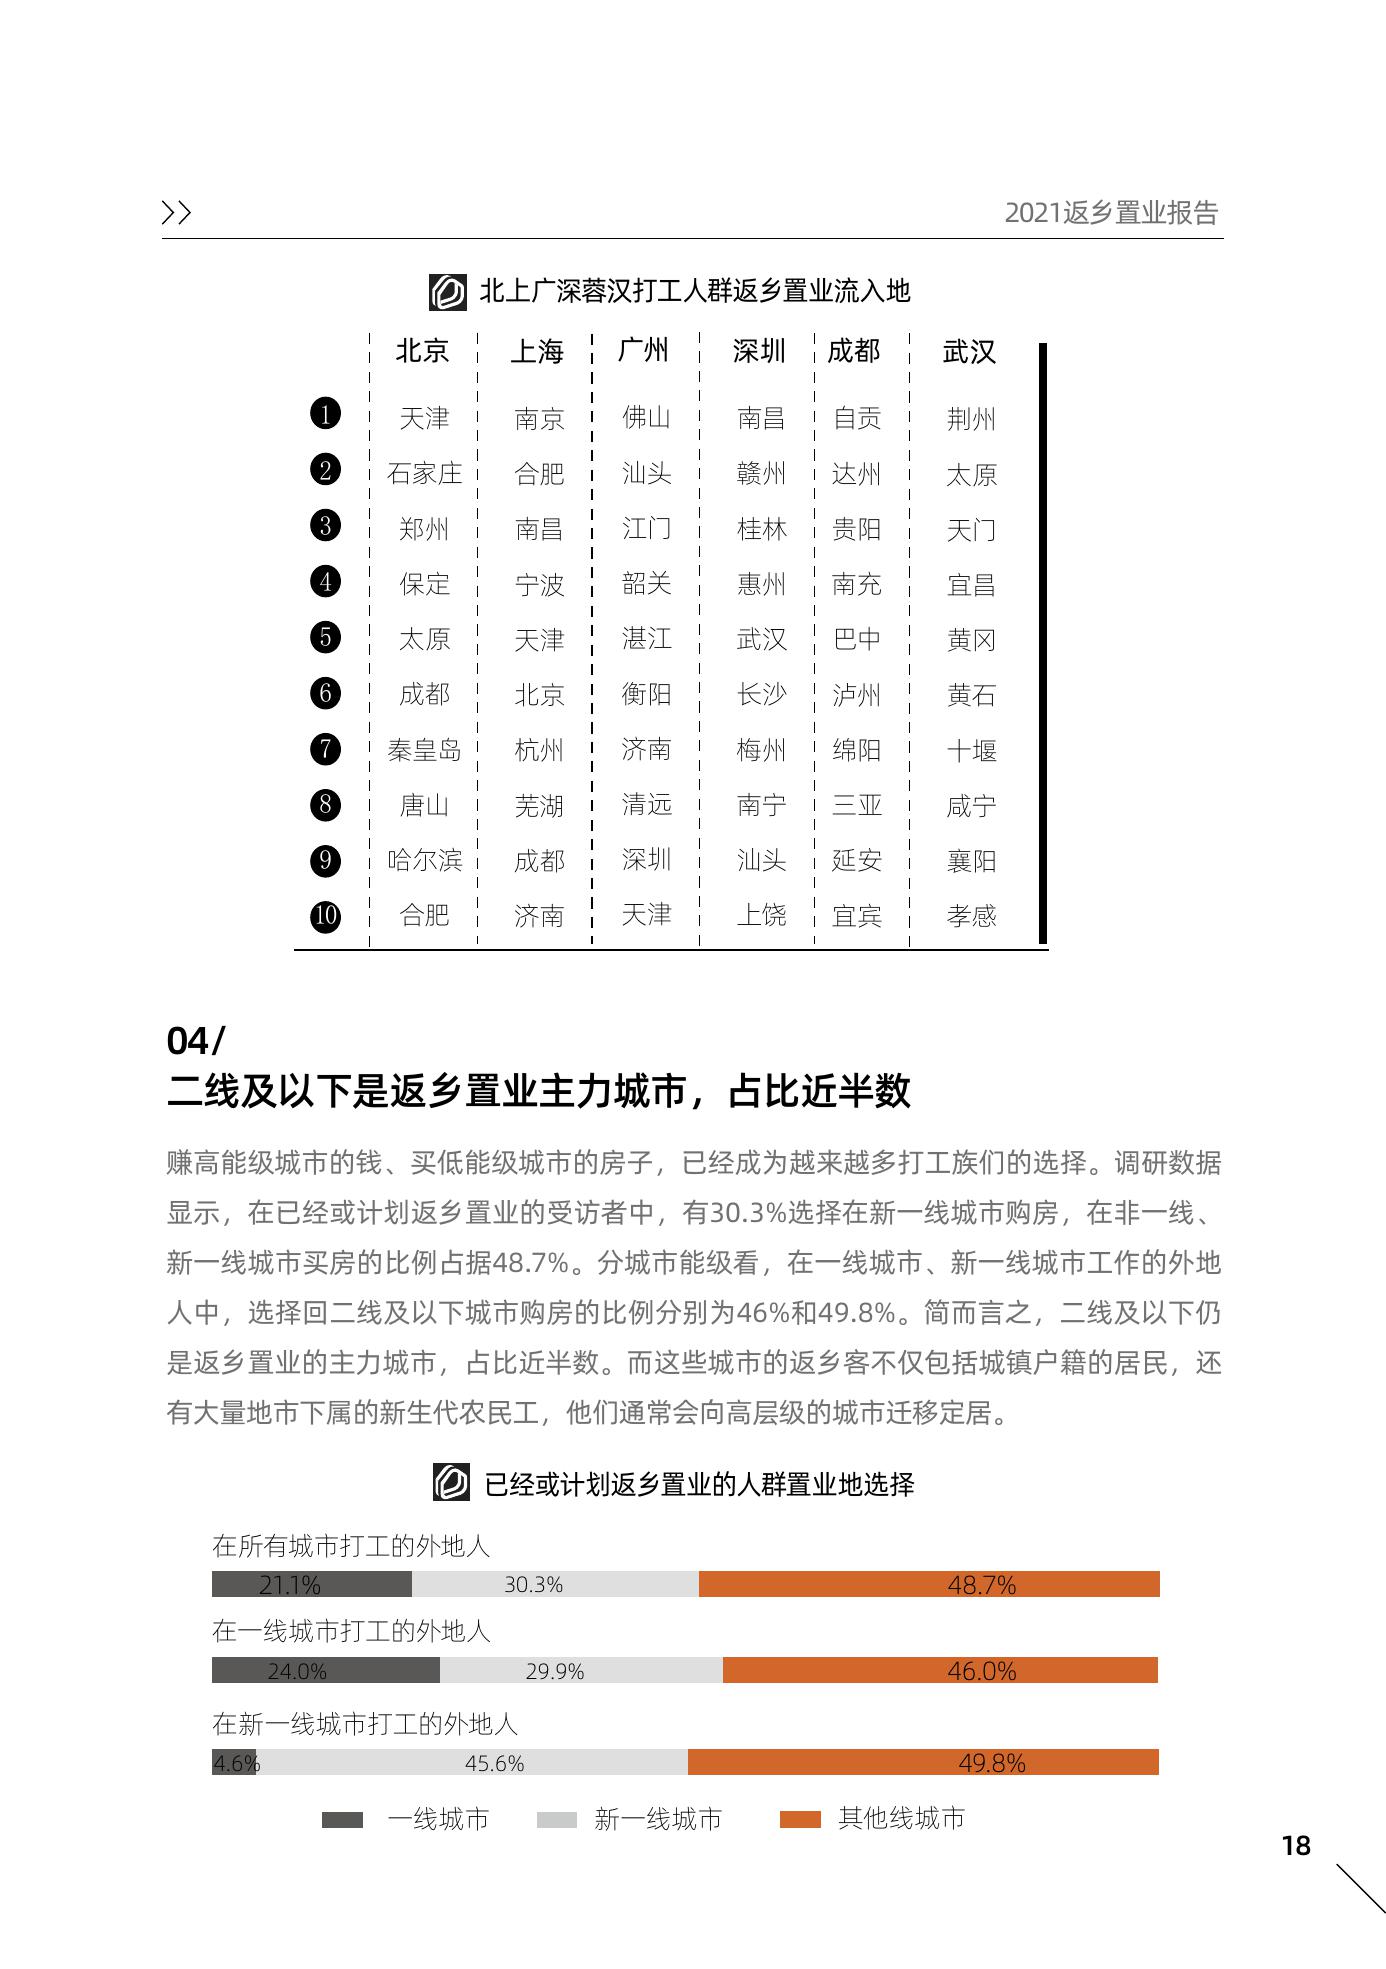 2021返乡置业报告
北上广深蓉汉打工人群返乡置业流入地
北京 上海 广州 深圳 成都 武汉
1 天津 南京 佛山 南昌 自贡 荆州
2 石家庄 合肥 汕头 赣州 达州 太原
3 郑州 南昌 江门 桂林 贵阳 天门
4 保定 宁波 韶关 惠州 南充 宜昌
5 太原 天津 湛江 武汉 巴中 黄冈
6 成都 北京 衡阳 长沙 泸州 黄石
7 秦皇岛 杭州 济南 梅州 绵阳 十堰
8 唐山 芜湖 清远 南宁 三亚 咸宁
9 哈尔滨 成都 深圳 汕头 延安 襄阳
10 合肥 济南 天津 上饶 宜宾 孝感
04/
二线及以下是返乡置业主力城市，占比近半数
赚高能级城市的钱、买低能级城市的房子，已经成为越来越多打工族们的选择。调研数据
显示，在已经或计划返乡置业的受访者中，有30.3%选择在新一线城市购房，在非一线、
新一线城市买房的比例占据48.7%。分城市能级看，在一线城市、新一线城市工作的外地
人中，选择回二线及以下城市购房的比例分别为46%和49.8%。简而言之，二线及以下仍
是返乡置业的主力城市，占比近半数。而这些城市的返乡客不仅包括城镇户籍的居民，还
有大量地市下属的新生代农民工，他们通常会向高层级的城市迁移定居。
已经或计划返乡置业的人群置业地选择
在所有城市打工的外地人
21.1% 30.3% 48.7%
在一线城市打工的外地人
24.0% 29.9% 46.0%
在新一线城市打工的外地人
4.6% 45.6% 49.8%
一线城市 新一线城市 其他线城市
18